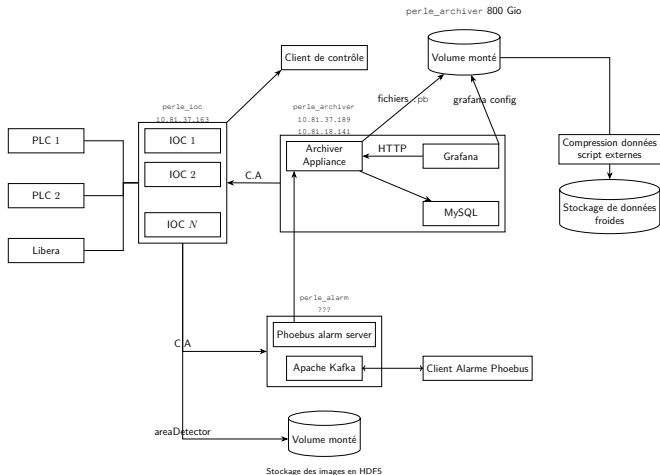 perle_archiver 800 Gio
Volume monté
Client de contrôle
fichiers .pb
grafana config
perle_ioc
10.81.37.163
perle_archiver
10.81.37.189
10.81.18.141
PLC 1
IOC 1
Archiver
Appliance
HTTP
Grafana
Compression données
script externes
IOC 2
C.A
PLC 2
MySQL
Stockage de données
froides
IOC N
Libera
perle_alarm
???
Phoebus alarm server
C.A
Apache Kafka
Client Alarme Phoebus
areaDetector
Volume monté
Stockage des images en HDF5